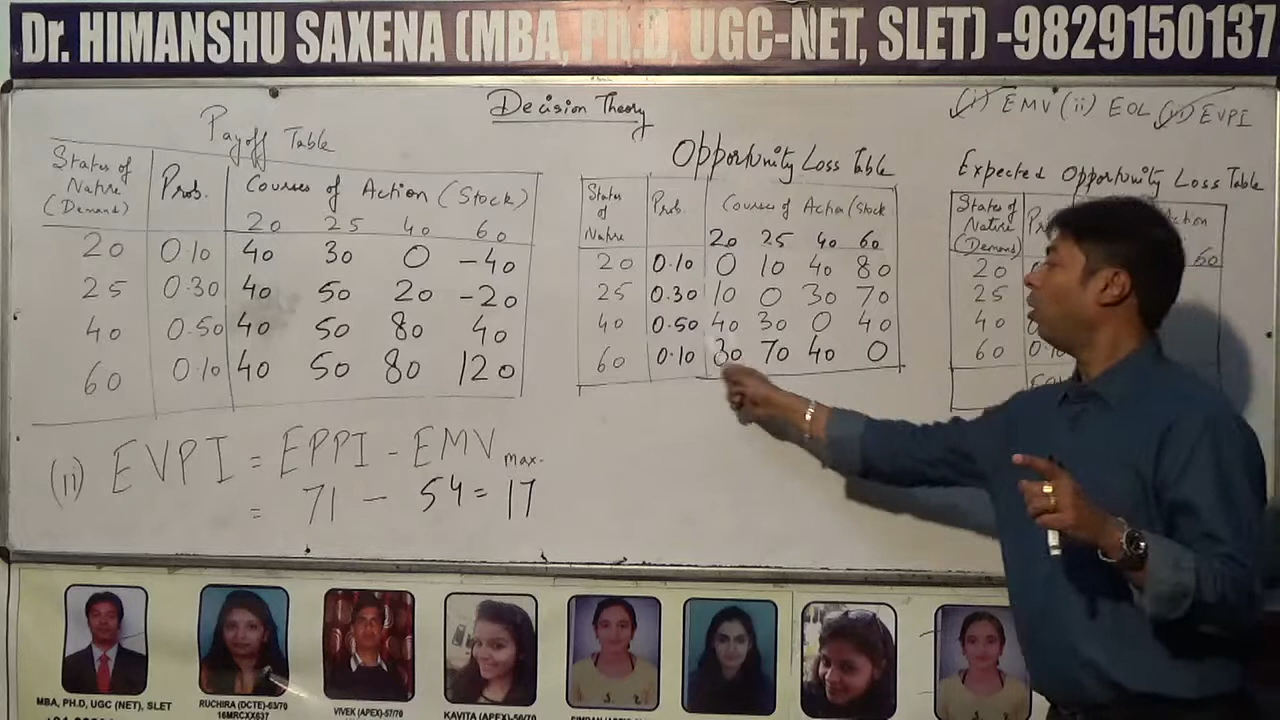 Dr. HIMANSHU SAXENA (MBA, Ph.D, UGC-NET, SLET) -9829150137
Decision Theory
(i) EMV (ii) EOL (iii) EVPI
Payoff Table
States of Nature (Demand) Prob. Courses of Action (Stock)
20 25 40 60
20 0.10 40 30 0 -40
25 0.30 40 50 20 -20
40 0.50 40 50 80 40
60 0.10 40 50 80 120
(ii) EVPI = EPPI - EMV max.
= 71 - 54 = 17
Opportunity Loss Table
States of Nature Prob. Courses of Action (Stock
20 25 40 60
20 0.10 0 10 40 80
25 0.30 10 0 30 70
40 0.50 40 30 0 40
60 0.10 80 70 40 0
Expected Opportunity Loss Table
States of Nature (Demand)
60
20
25
40
60 0.10
MBA, PH.D, UGC (NET), SLET
RUCHIRA (DCTE)-63/70
16MRCXX637
VIVEK (APEX)-57/70